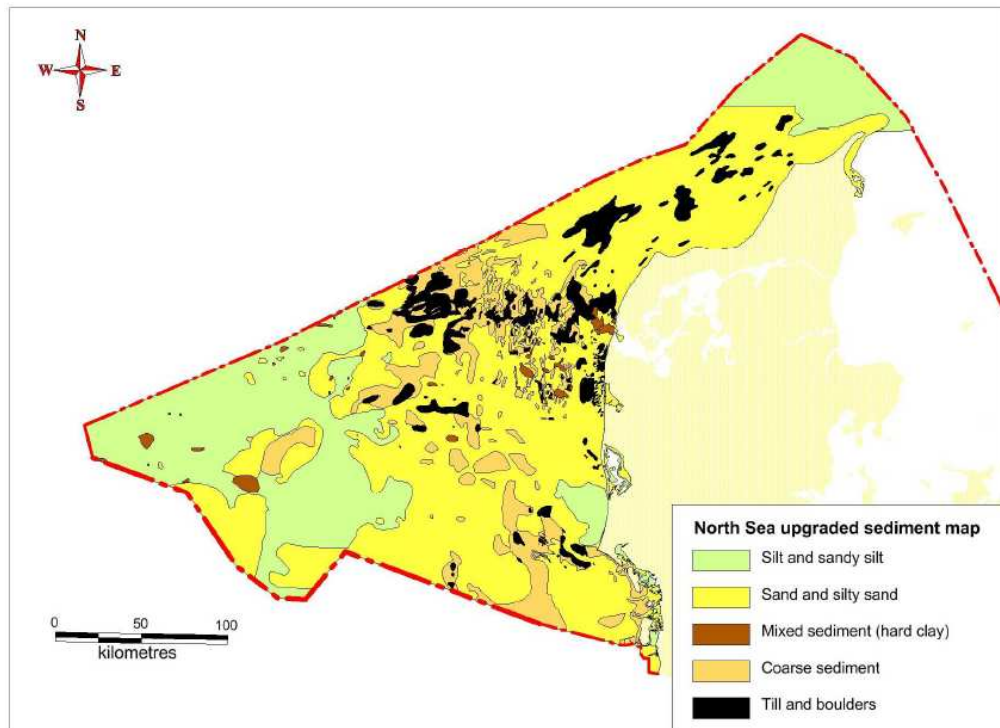 N
W E
S
0 50 100
kilometres
North Sea upgraded sediment map
Silt and sandy silt
Sand and silty sand
Mixed sediment (hard clay)
Coarse sediment
Till and boulders